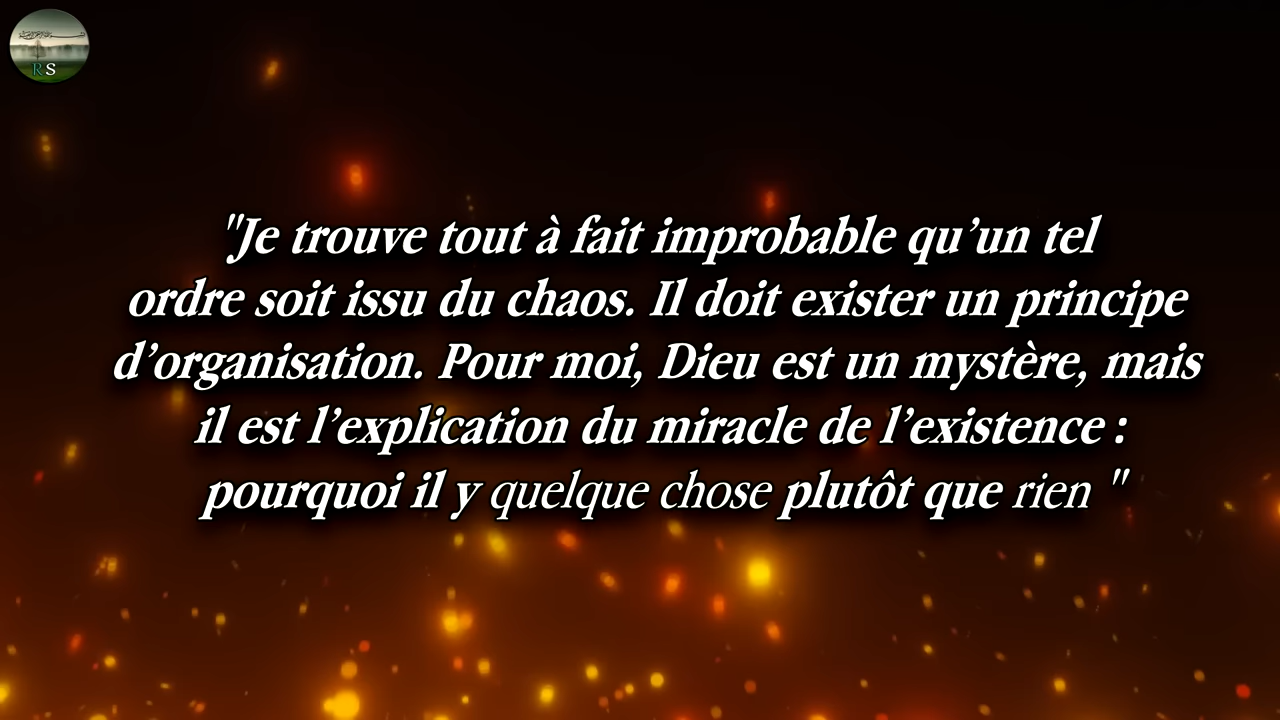 RS
"Je trouve tout à fait improbable qu’un tel
ordre soit issu du chaos. Il doit exister un principe
d’organisation. Pour moi, Dieu est un mystère, mais
il est l’explication du miracle de l’existence :
pourquoi il y quelque chose plutôt que rien "